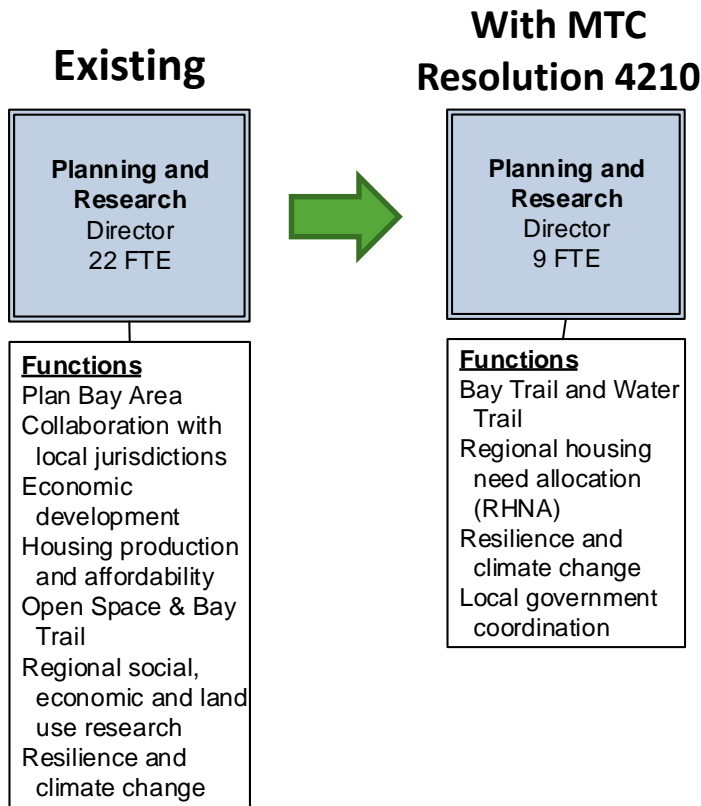 Existing
Planning and
Research
Director
22 FTE
Functions
Plan Bay Area
Collaboration with
local jurisdictions
Economic
development
Housing production
and affordability
Open Space & Bay
Trail
Regional social,
economic and land
use research
Resilience and
climate change
With MTC
Resolution 4210
Planning and
Research
Director
9 FTE
Functions
Bay Trail and Water
Trail
Regional housing
need allocation
(RHNA)
Resilience and
climate change
Local government
coordination